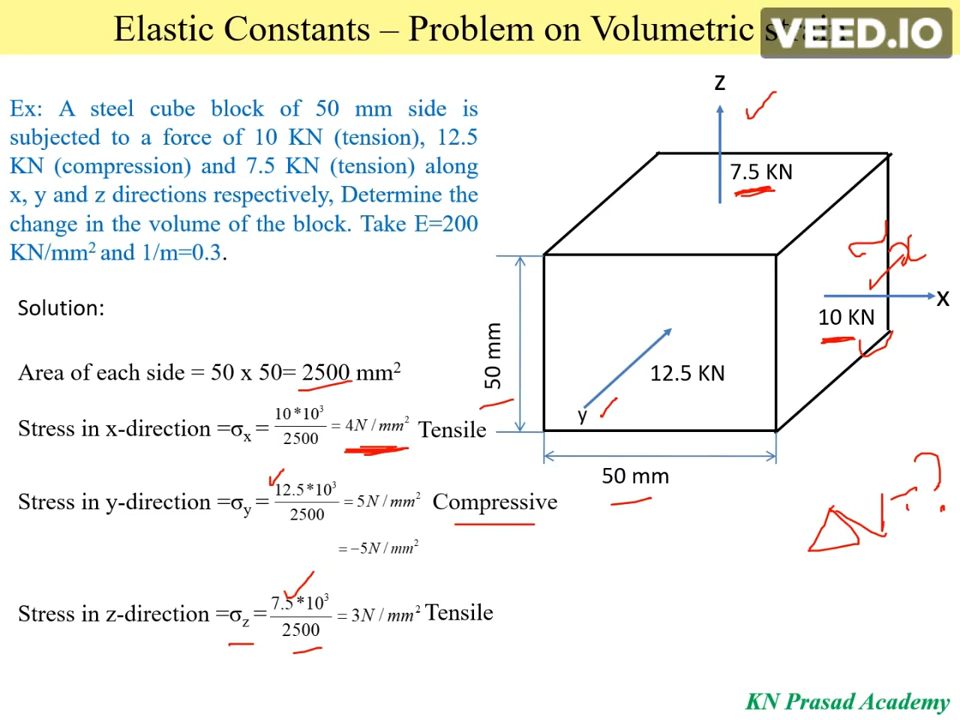 Elastic Constants – Problem on Volumetric strain
VEED.IO
Ex: A steel cube block of 50 mm side is
subjected to a force of 10 KN (tension), 12.5
KN (compression) and 7.5 KN (tension) along
x, y and z directions respectively, Determine the
change in the volume of the block. Take E=200
KN/mm² and 1/m=0.3.
Solution:
Area of each side = 50 x 50= 2500 mm²
Stress in x-direction =σₓ = 10*10³/2500 = 4N/mm² Tensile
Stress in y-direction =σy = 12.5*10³/2500 = 5N/mm² Compressive
= −5N/mm²
Stress in z-direction =σz = 7.5*10³/2500 = 3N/mm² Tensile
z
7.5 KN
x
10 KN
y
12.5 KN
50 mm
50 mm
KN Prasad Academy